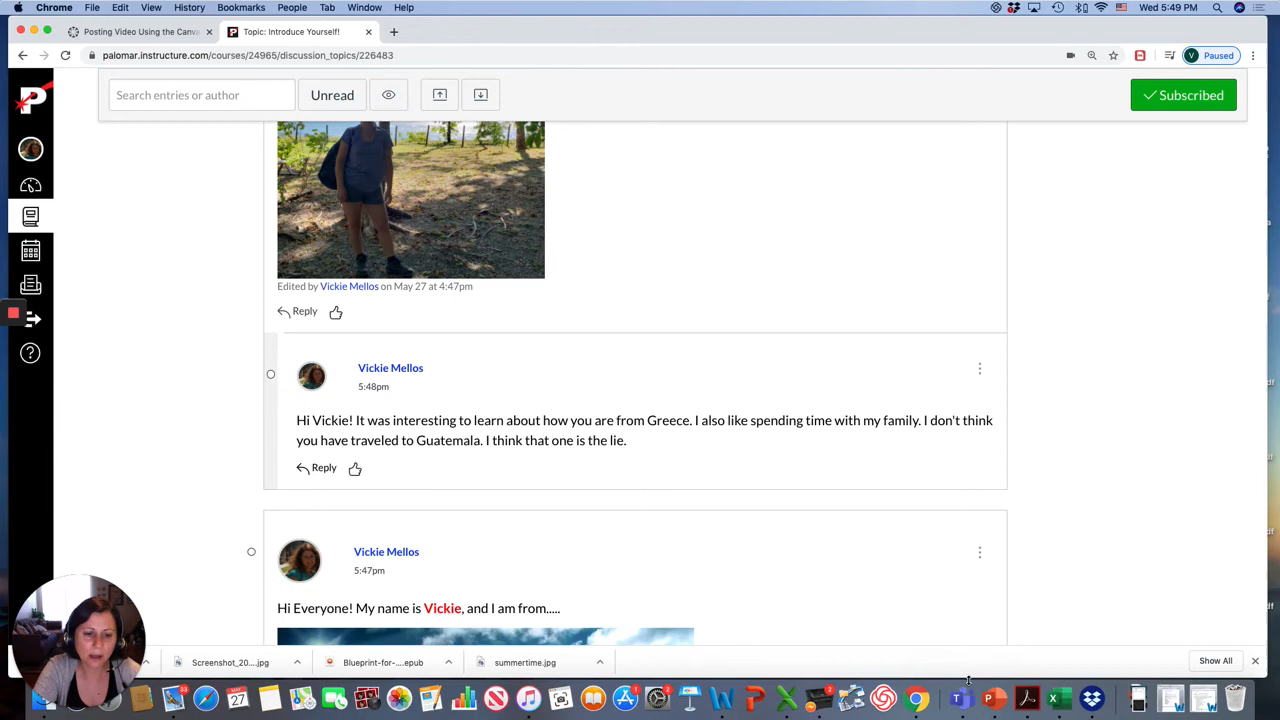 Chrome File Edit View History Bookmarks People Tab Window Help Wed 5:49 PM
Posting Video Using the Canva × Topic: Introduce Yourself! × +
palomar.instructure.com/courses/24965/discussion_topics/226483 V Paused
Search entries or author Unread Subscribed
Edited by Vickie Mellos on May 27 at 4:47pm
Reply
Vickie Mellos
5:48pm
Hi Vickie! It was interesting to learn about how you are from Greece. I also like spending time with my family. I don't think
you have traveled to Guatemala. I think that one is the lie.
Reply
Vickie Mellos
5:47pm
Hi Everyone! My name is Vickie, and I am from.....
Screenshot_20....jpg Blueprint-for-....epub summertime.jpg Show All